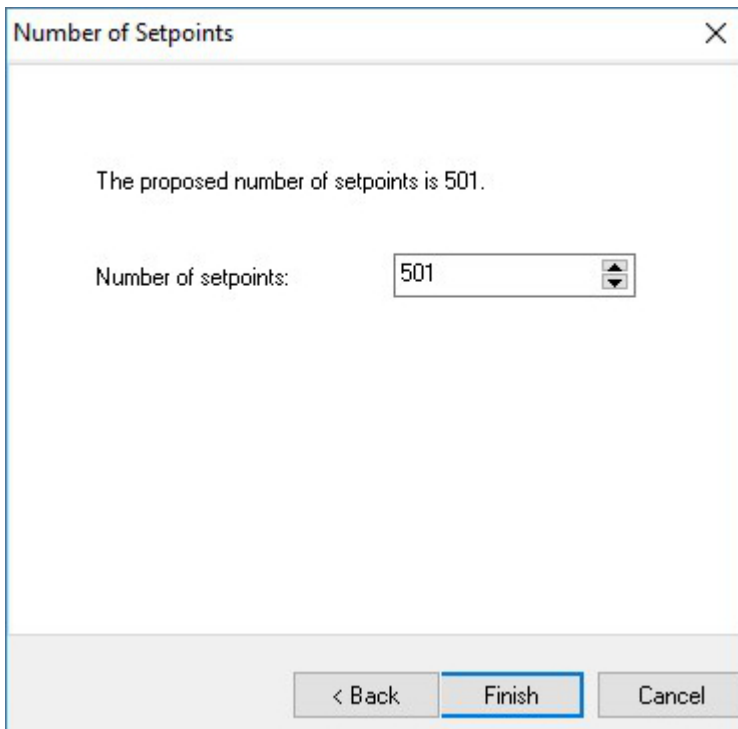 Number of Setpoints
The proposed number of setpoints is 501.
Number of setpoints: 501
< Back Finish Cancel